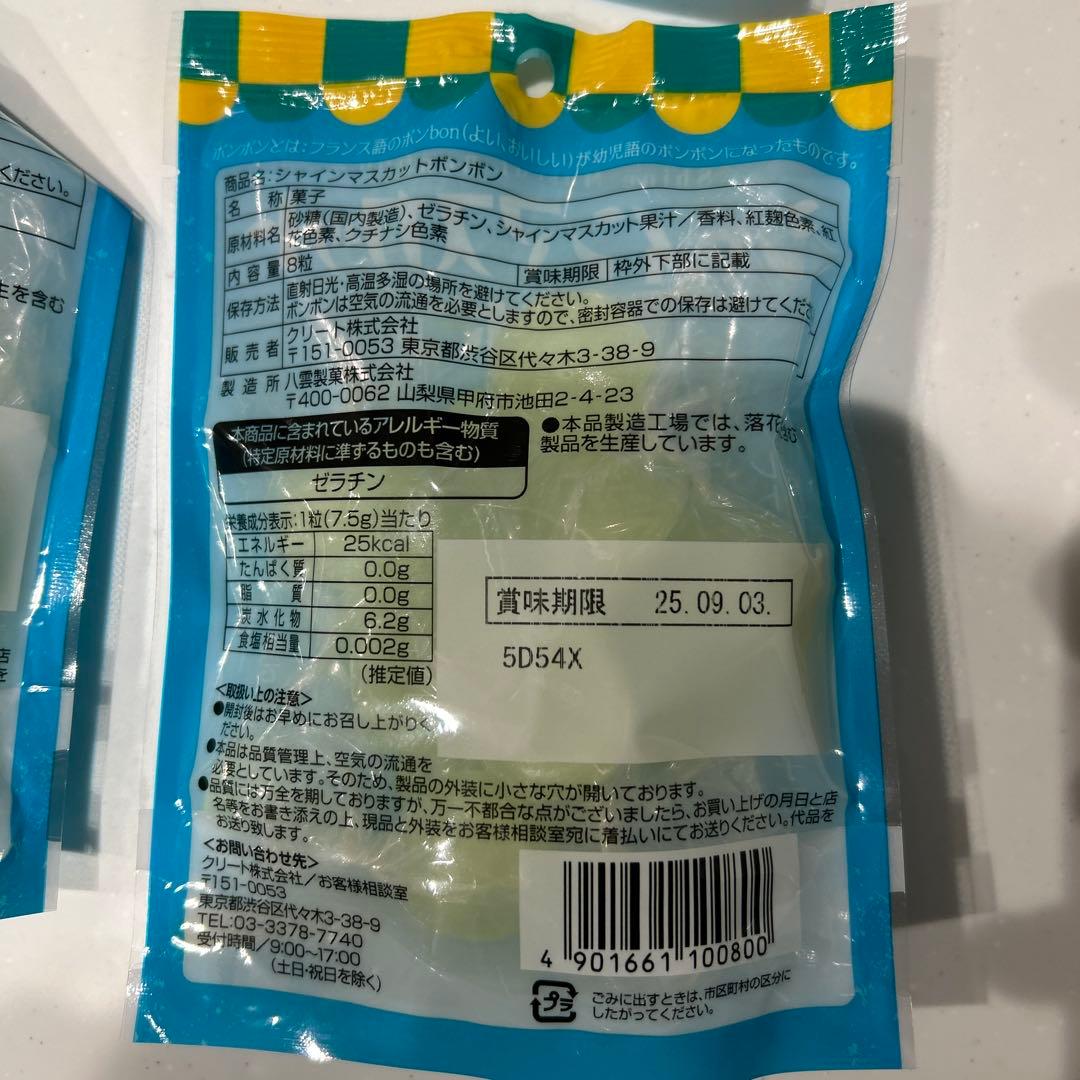 ボンボンとは:フランス語のボンbon(よい、おいしい)が幼児語のボンボンになったものです。
商品名:シャインマスカットボンボン
名称 菓子
原材料名 砂糖(国内製造)、ゼラチン、シャインマスカット果汁/香料、紅麹色素、紅
花色素、クチナシ色素
内容量 8粒 賞味期限 枠外下部に記載
保存方法 直射日光・高温多湿の場所を避けてください。
ボンボンは空気の流通を必要としますので、密封容器での保存は避けてくださ
販売者 クリート株式会社
〒151-0053 東京都渋谷区代々木3-38-9
製造所 八雲製菓株式会社
〒400-0062 山梨県甲府市池田2-4-23
本商品に含まれているアレルギー物質
(特定原材料に準ずるものも含む)
ゼラチン
●本品製造工場では、落花生を含む
製品を生産しています。
栄養成分表示:1粒(7.5g)当たり
エネルギー 25kcal
たんぱく質 0.0g
脂質 0.0g
炭水化物 6.2g
食塩相当量 0.002g
(推定値)
賞味期限 25.09.03.
5D54X
<取扱い上の注意>
●開封後はお早めにお召し上がりく
ださい。
●本品は品質管理上、空気の流通を
必要としています。そのため、製品の外装に小さな穴が開いております。
●品質には万全を期しておりますが、万一不都合な点がございましたら、お買い上げの月日と店
名等をお書き添えの上、現品と外装をお客様相談室宛に着払いにてお送りください。代品を
お送り致します。
<お問い合わせ先>
クリート株式会社/お客様相談室
〒151-0053
東京都渋谷区代々木3-38-9
TEL:03-3378-7740
受付時間/9:00~17:00
(土日・祝日を除く)
4 901661 100800
プラ
ごみに出すときは、市区町村の区分に
したがってください。
ください。
生を含む
店
を